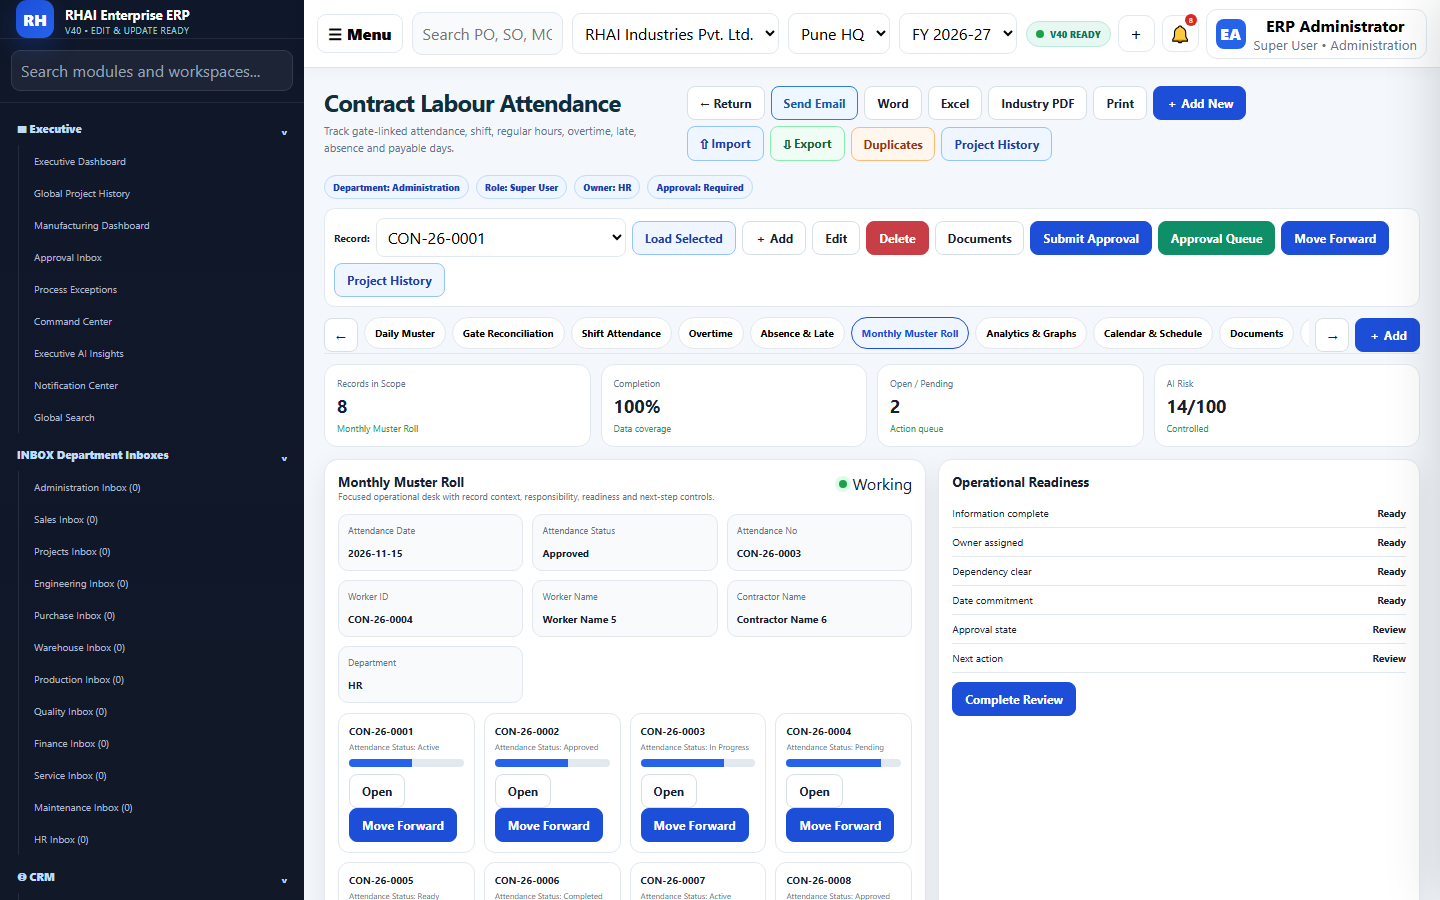 RH
RHAI Enterprise ERP
V40 • EDIT & UPDATE READY
Search modules and workspaces...
Executive
Executive Dashboard
Global Project History
Manufacturing Dashboard
Approval Inbox
Process Exceptions
Command Center
Executive AI Insights
Notification Center
Global Search
INBOX Department Inboxes
Administration Inbox (0)
Sales Inbox (0)
Projects Inbox (0)
Engineering Inbox (0)
Purchase Inbox (0)
Warehouse Inbox (0)
Production Inbox (0)
Quality Inbox (0)
Finance Inbox (0)
Service Inbox (0)
Maintenance Inbox (0)
HR Inbox (0)
CRM
☰ Menu
Search PO, SO, MC
RHAI Industries Pvt. Ltd.
Pune HQ
FY 2026-27
V40 READY
+
8
EA
ERP Administrator
Super User • Administration
Contract Labour Attendance
Track gate-linked attendance, shift, regular hours, overtime, late,
absence and payable days.
← Return
Send Email
Word
Excel
Industry PDF
Print
+ Add New
⇧ Import
⇩ Export
Duplicates
Project History
Department: Administration
Role: Super User
Owner: HR
Approval: Required
Record:
CON-26-0001
Load Selected
+ Add
Edit
Delete
Documents
Submit Approval
Approval Queue
Move Forward
Project History
←
Daily Muster
Gate Reconciliation
Shift Attendance
Overtime
Absence & Late
Monthly Muster Roll
Analytics & Graphs
Calendar & Schedule
Documents
→
+ Add
Records in Scope
8
Monthly Muster Roll
Completion
100%
Data coverage
Open / Pending
2
Action queue
AI Risk
14/100
Controlled
Monthly Muster Roll
Focused operational desk with record context, responsibility, readiness and next-step controls.
Working
Attendance Date
2026-11-15
Attendance Status
Approved
Attendance No
CON-26-0003
Worker ID
CON-26-0004
Worker Name
Worker Name 5
Contractor Name
Contractor Name 6
Department
HR
CON-26-0001
Attendance Status: Active
Open
Move Forward
CON-26-0002
Attendance Status: Approved
Open
Move Forward
CON-26-0003
Attendance Status: In Progress
Open
Move Forward
CON-26-0004
Attendance Status: Pending
Open
Move Forward
CON-26-0005
Attendance Status: Ready
CON-26-0006
Attendance Status: Completed
CON-26-0007
Attendance Status: Active
CON-26-0008
Attendance Status: Approved
Operational Readiness
Information complete
Ready
Owner assigned
Ready
Dependency clear
Ready
Date commitment
Ready
Approval state
Review
Next action
Review
Complete Review